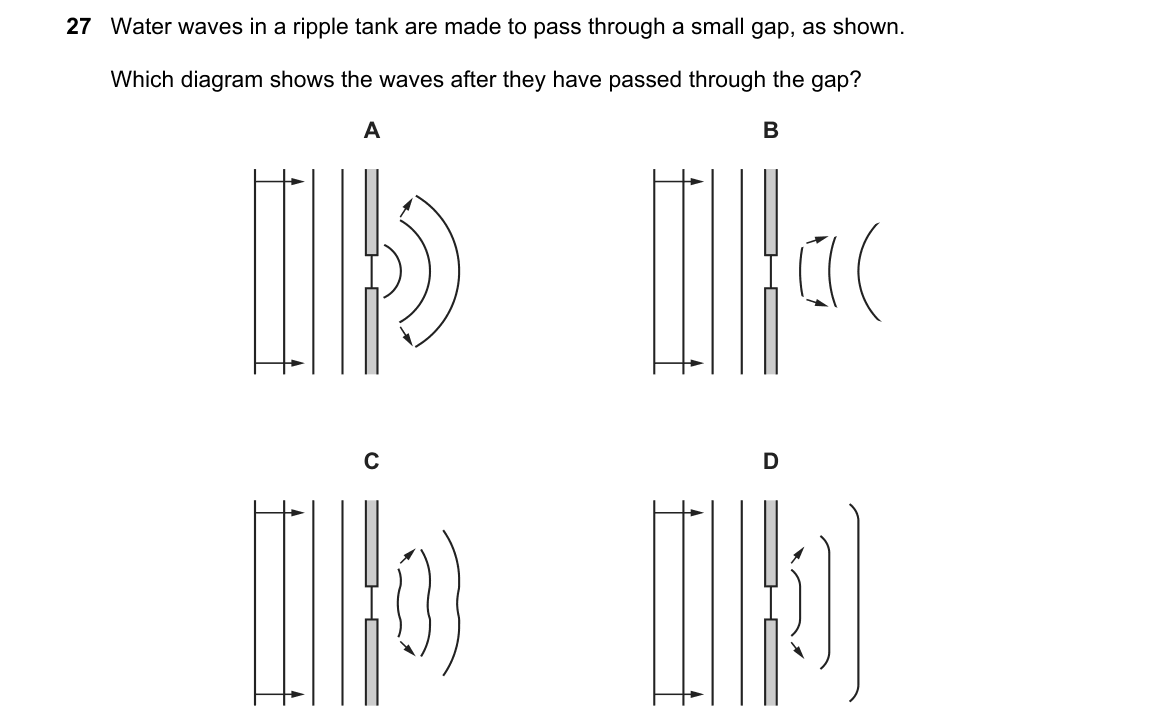 27 Water waves in a ripple tank are made to pass through a small gap, as shown.
Which diagram shows the waves after they have passed through the gap?
A
B
C
D